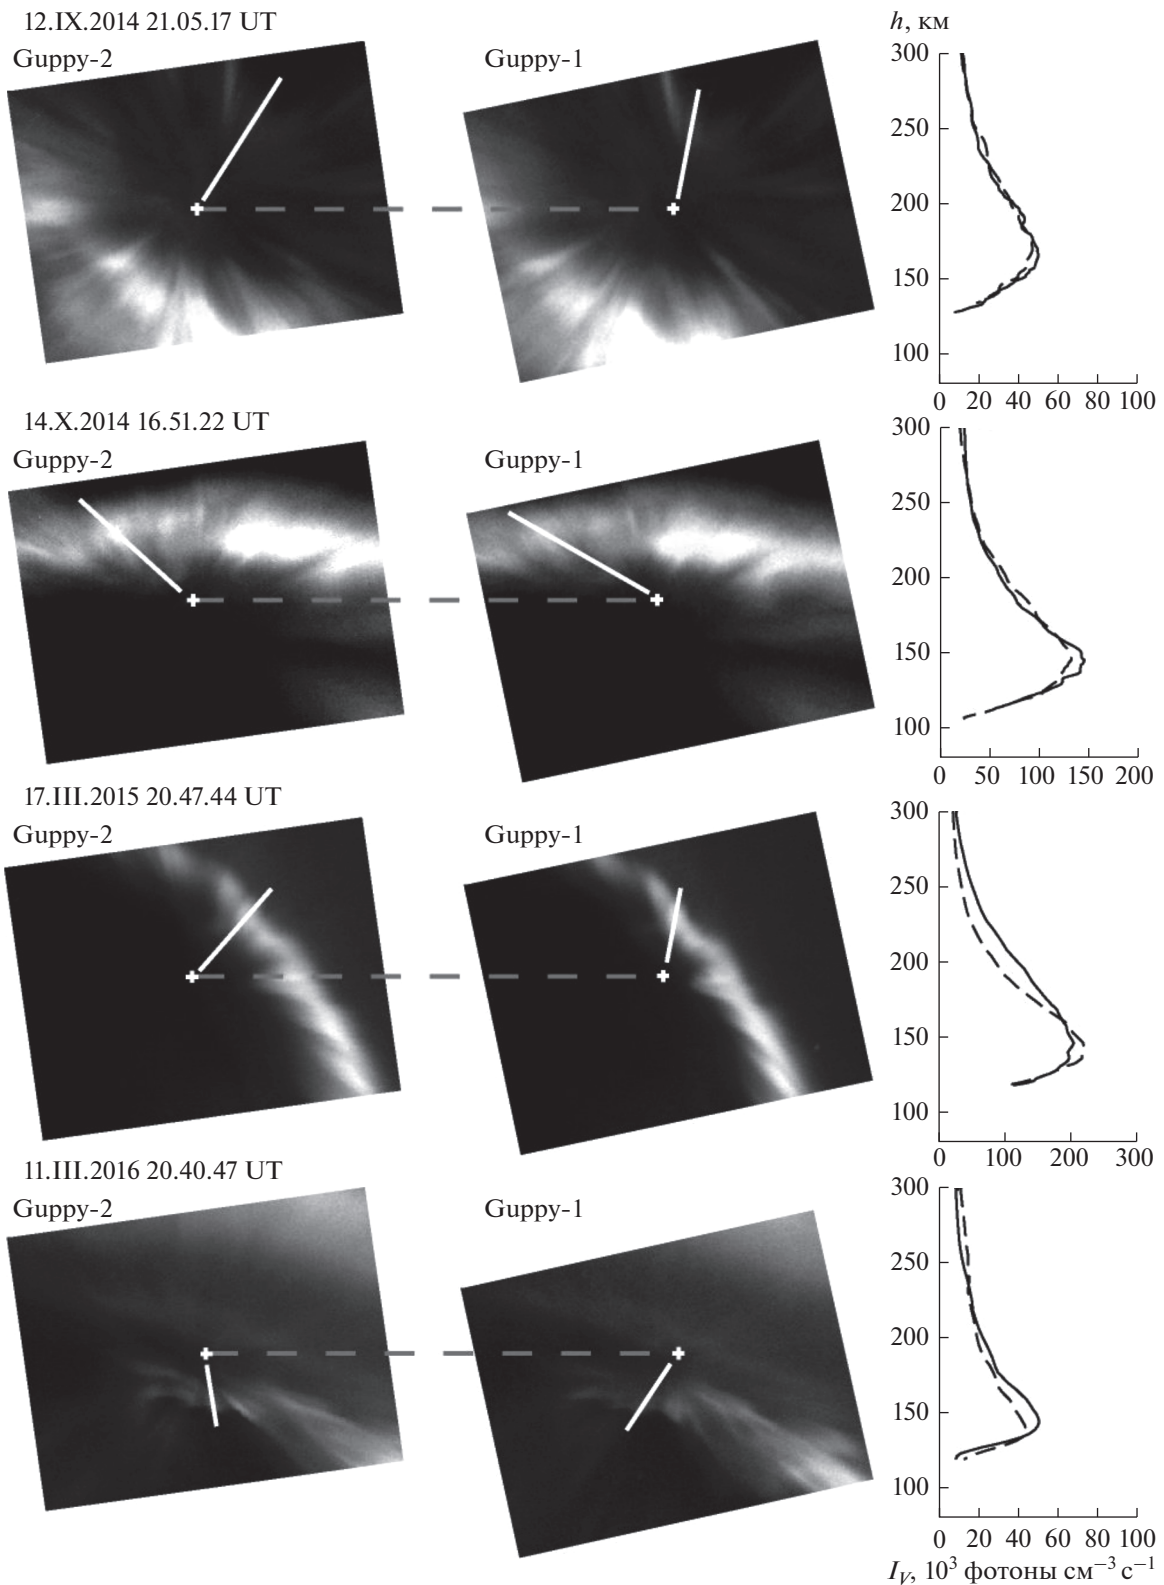 12.IX.2014 21.05.17 UT
Guppy-2
Guppy-1
h, км
300
250
200
150
100
0 20 40 60 80 100
14.X.2014 16.51.22 UT
Guppy-2
Guppy-1
300
250
200
150
100
0 50 100 150 200
17.III.2015 20.47.44 UT
Guppy-2
Guppy-1
300
250
200
150
100
0 100 200 300
11.III.2016 20.40.47 UT
Guppy-2
Guppy-1
300
250
200
150
100
0 20 40 60 80 100
I_V, 10³ фотоны см⁻³ с⁻¹